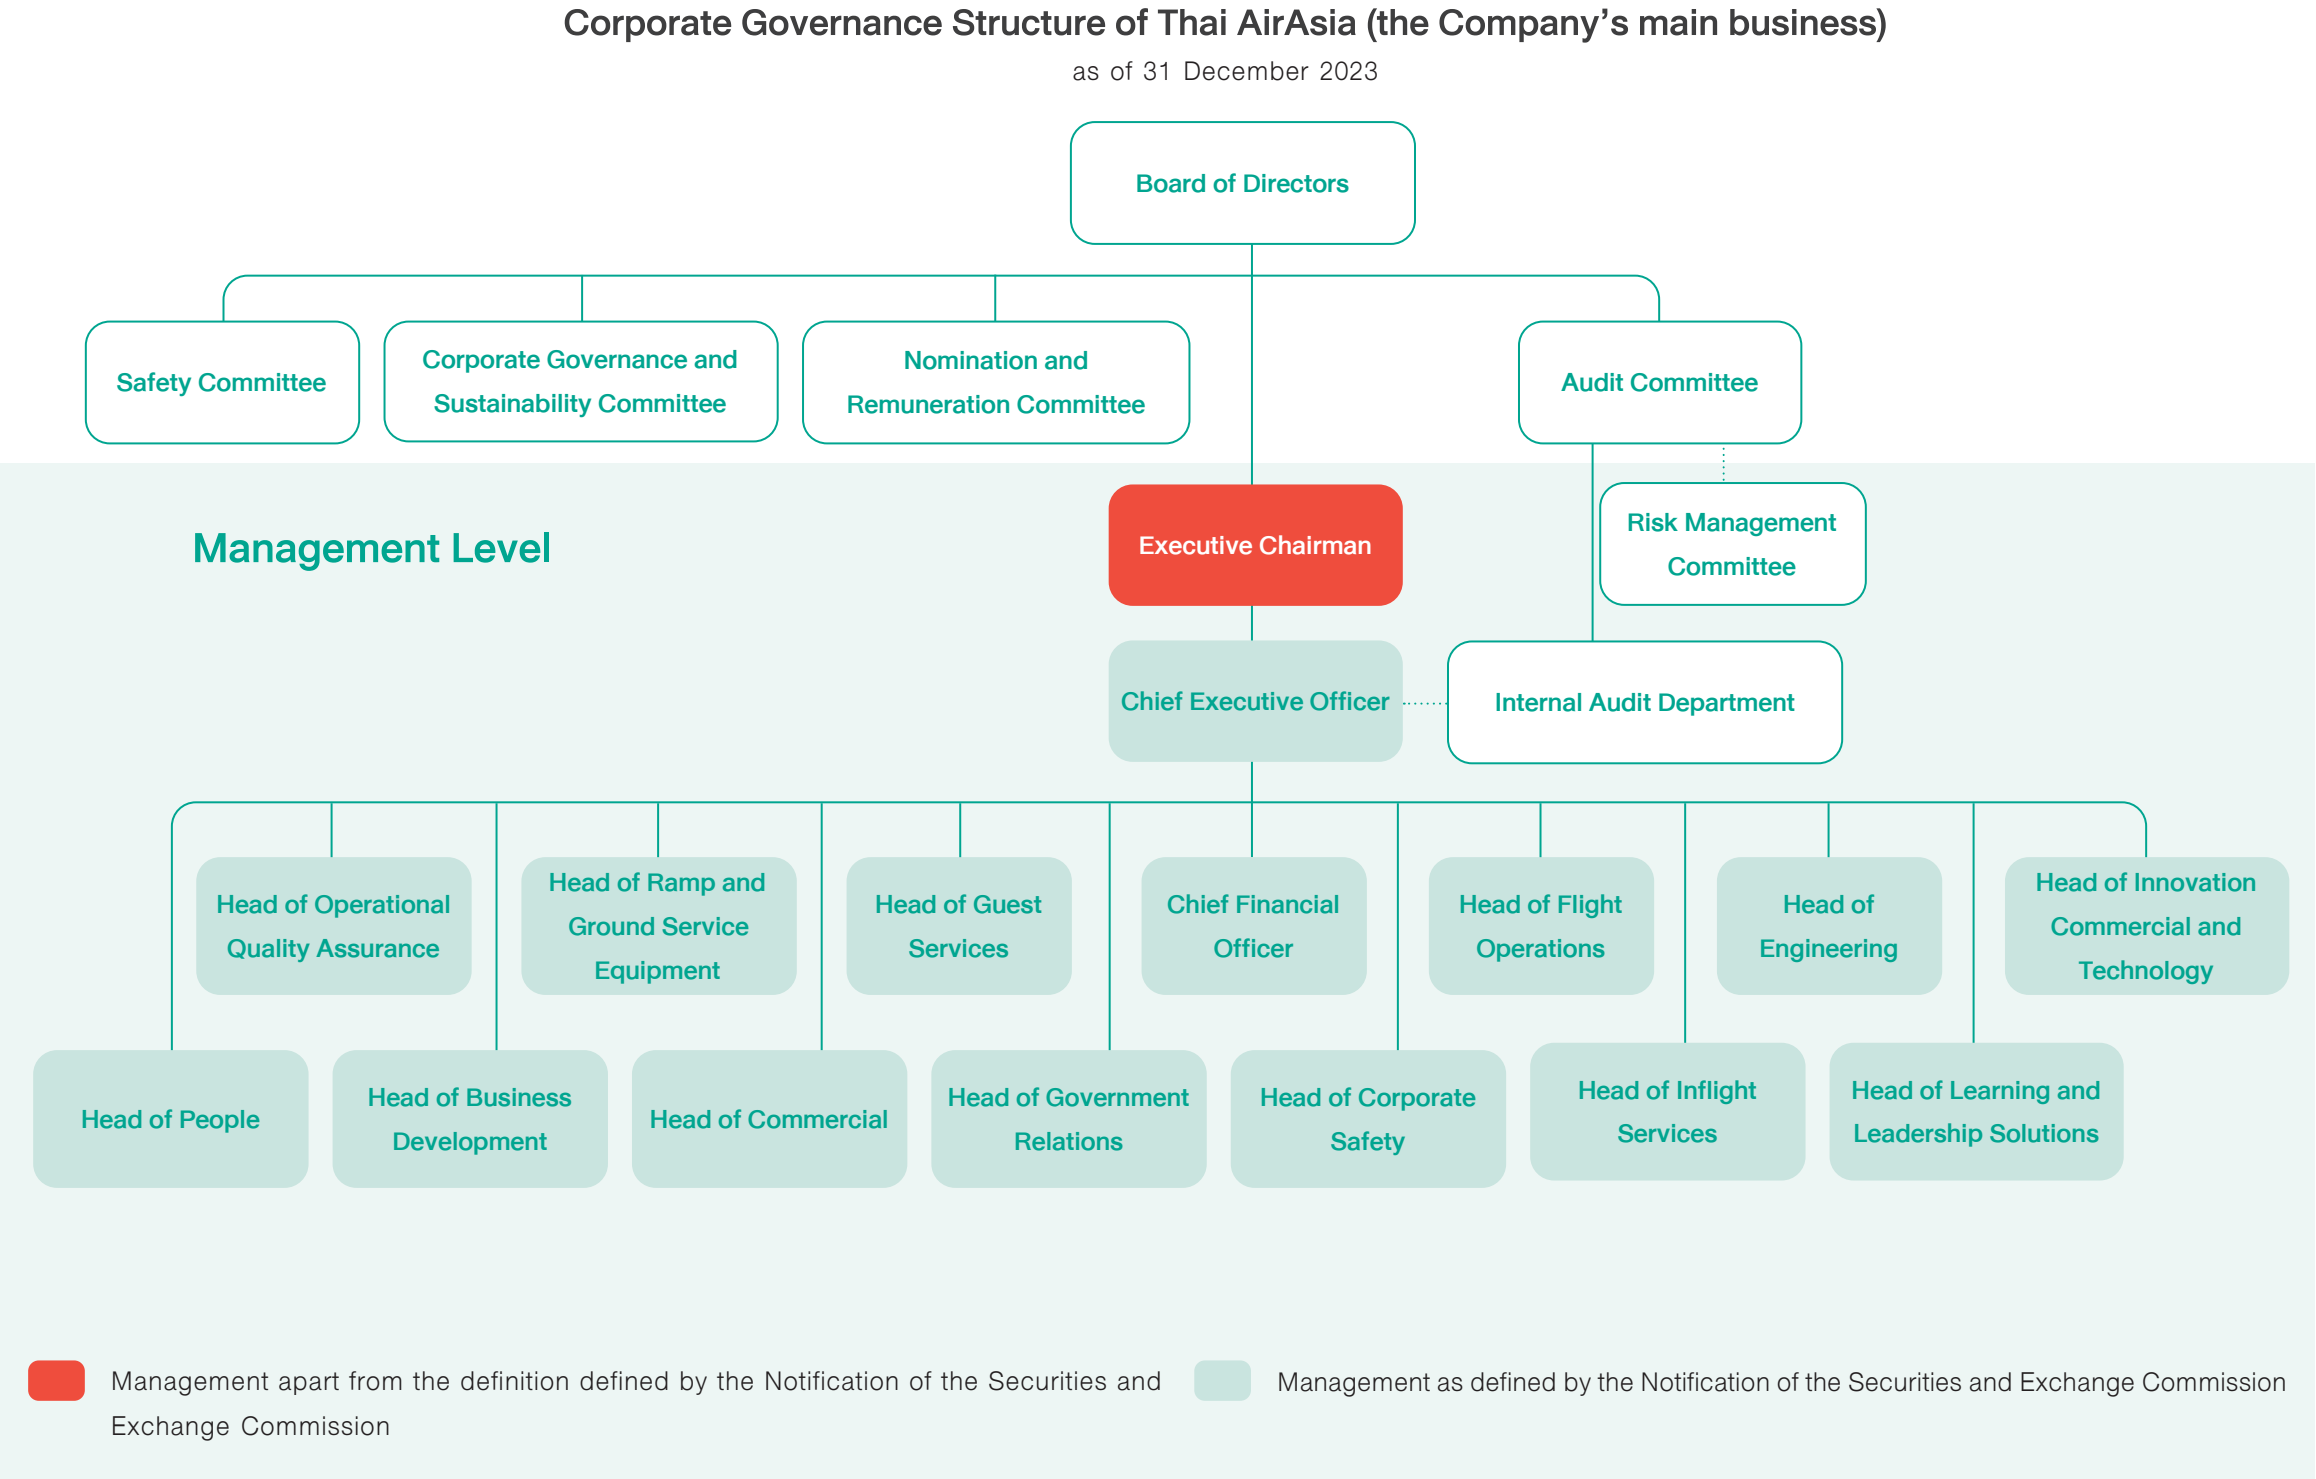 Corporate Governance Structure of Thai AirAsia (the Company’s main business)
as of 31 December 2023
Board of Directors
Safety Committee
Corporate Governance and
Sustainability Committee
Nomination and
Remuneration Committee
Audit Committee
Management Level
Executive Chairman
Risk Management
Committee
Chief Executive Officer
Internal Audit Department
Head of Operational
Quality Assurance
Head of Ramp and
Ground Service
Equipment
Head of Guest
Services
Chief Financial
Officer
Head of Flight
Operations
Head of
Engineering
Head of Innovation
Commercial and
Technology
Head of People
Head of Business
Development
Head of Commercial
Head of Government
Relations
Head of Corporate
Safety
Head of Inflight
Services
Head of Learning and
Leadership Solutions
Management apart from the definition defined by the Notification of the Securities and
Exchange Commission
Management as defined by the Notification of the Securities and Exchange Commission